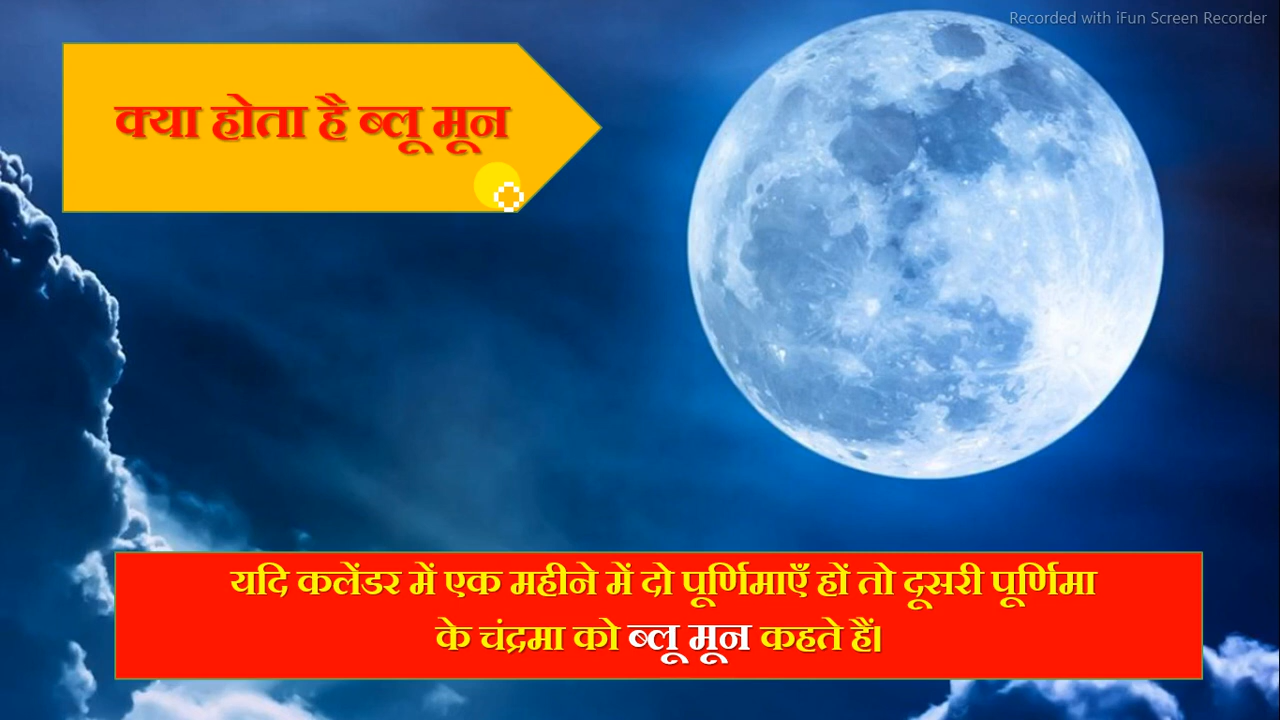 Recorded with iFun Screen Recorder
क्या होता है ब्लू मून
यदि कलेंडर में एक महीने में दो पूर्णिमाएँ हों तो दूसरी पूर्णिमा
के चंद्रमा को ब्लू मून कहते हैं।